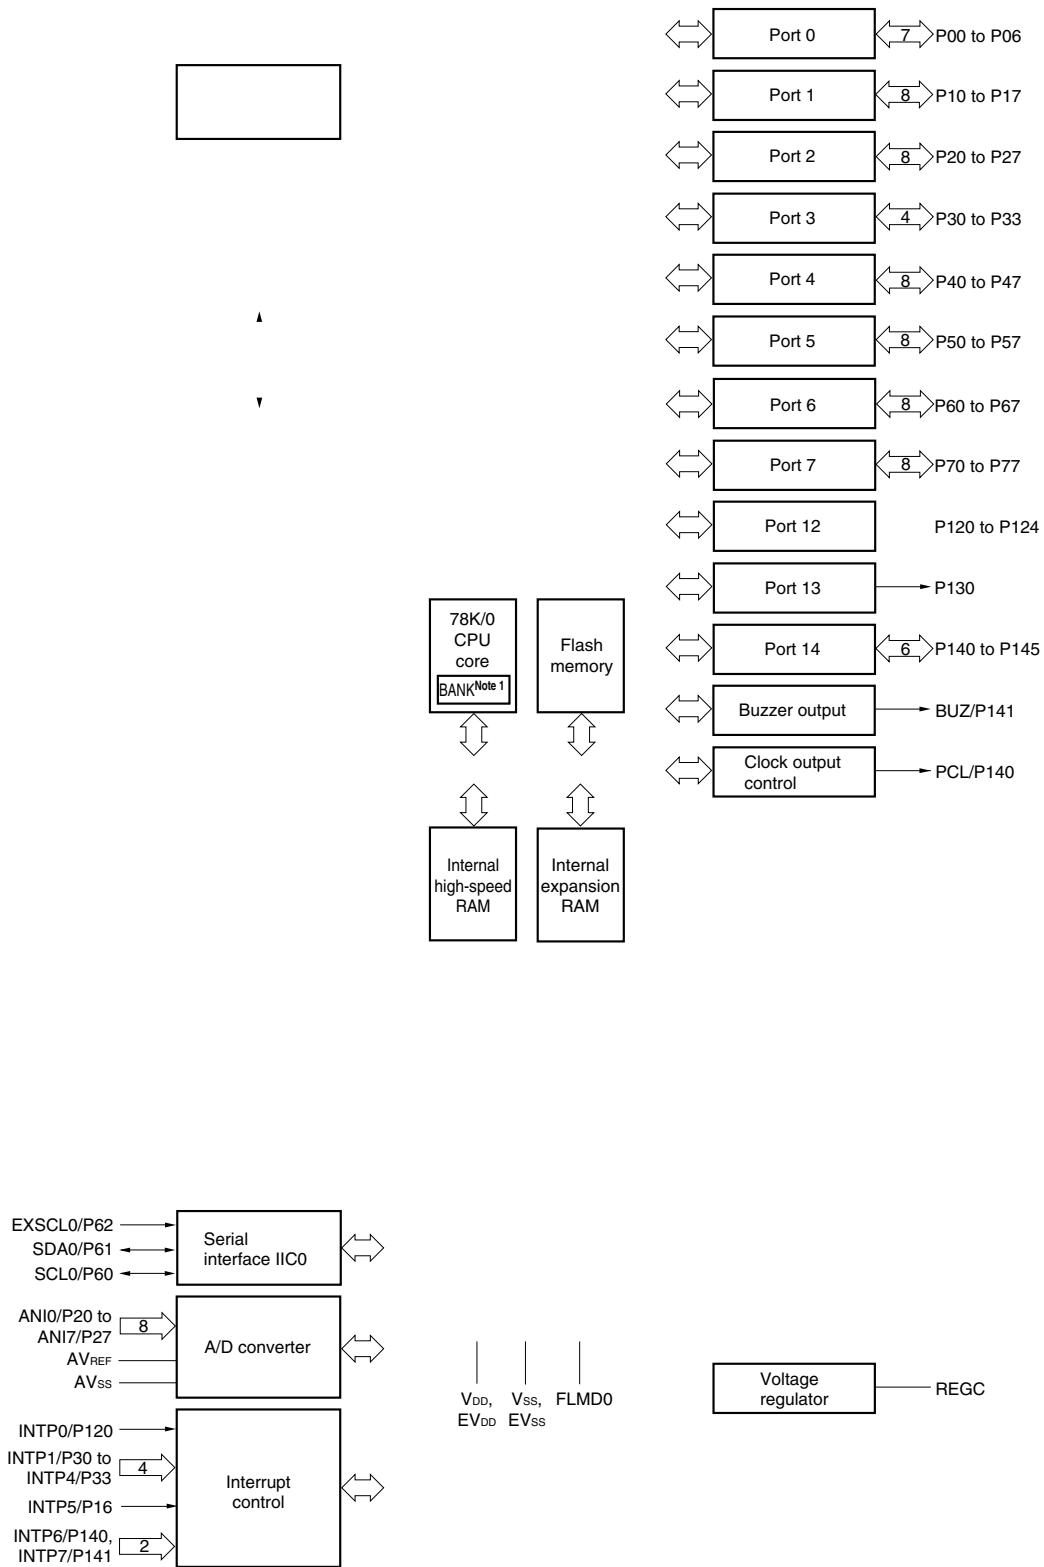 Port 0
7
P00 to P06
Port 1
8
P10 to P17
Port 2
8
P20 to P27
Port 3
4
P30 to P33
Port 4
8
P40 to P47
Port 5
8
P50 to P57
Port 6
8
P60 to P67
Port 7
8
P70 to P77
Port 12
P120 to P124
Port 13
P130
Port 14
6
P140 to P145
Buzzer output
BUZ/P141
Clock output
control
PCL/P140
78K/0
CPU
core
BANKNote 1
Flash
memory
Internal
high-speed
RAM
Internal
expansion
RAM
EXSCL0/P62
SDA0/P61
SCL0/P60
Serial
interface IIC0
ANI0/P20 to
ANI7/P27
8
AVREF
AVSS
A/D converter
INTP0/P120
INTP1/P30 to
INTP4/P33
4
INTP5/P16
INTP6/P140,
INTP7/P141
2
Interrupt
control
VDD,
EVDD
VSS,
EVSS
FLMD0
Voltage
regulator
REGC